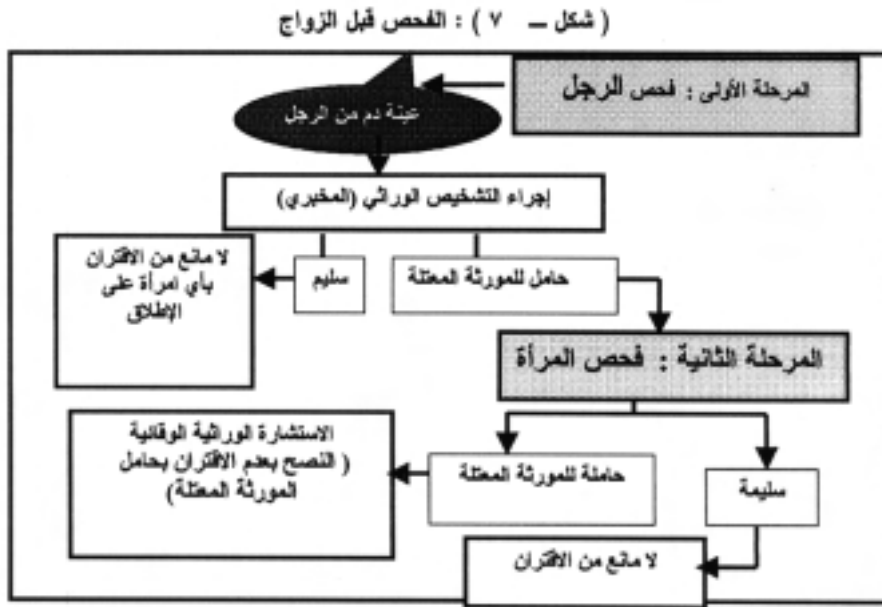 ( شكل ــ ٧ ) : الفحص قبل الزواج
المرحلة الأولى : فحص الرجل
عينة دم من الرجل
إجراء التشخيص الوراثي (المخبري)
حامل للمورثة المعتلة
سليم
لا مانع من الاقتران
بأي امرأة على
الإطلاق
المرحلة الثانية : فحص المرأة
سليمة
حاملة للمورثة المعتلة
الاستشارة الوراثية الوقائية
( النصح بعدم الاقتران بحامل
المورثة المعتلة)
لا مانع من الاقتران